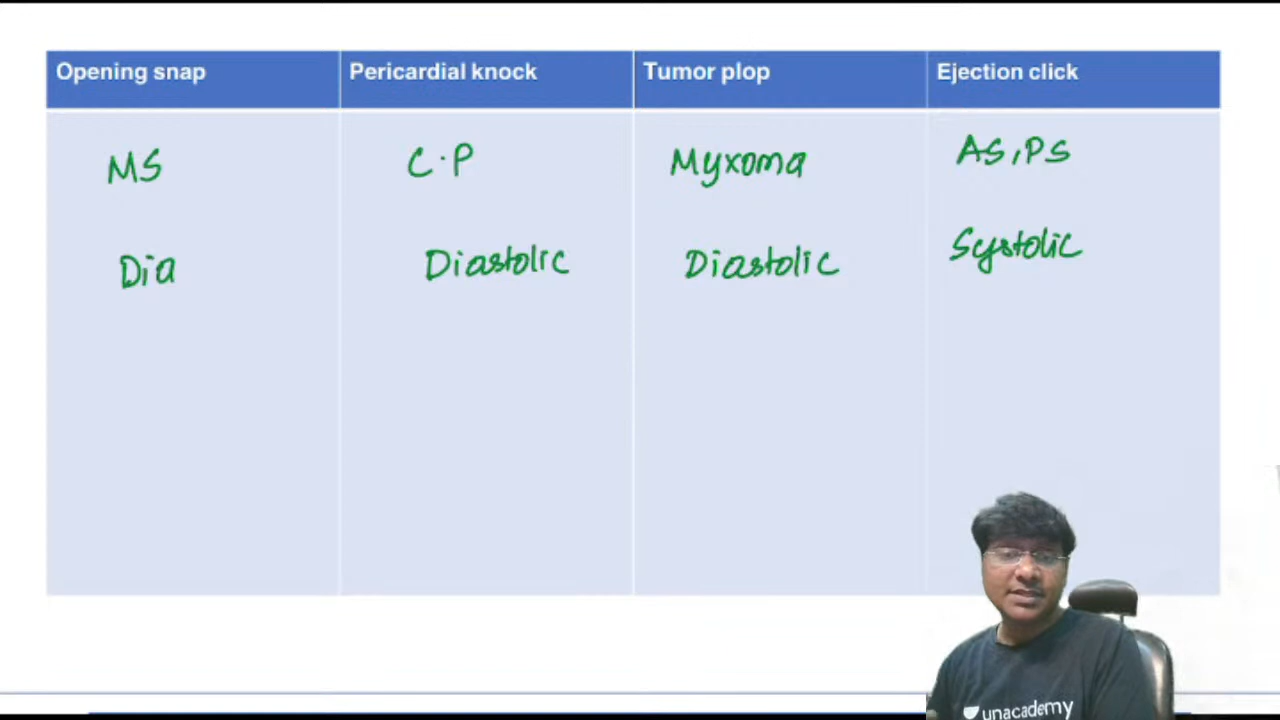 Opening snap Pericardial knock Tumor plop Ejection click
MS C.P Myxoma AS, PS
Dia Diastolic Diastolic Systolic
unacademy